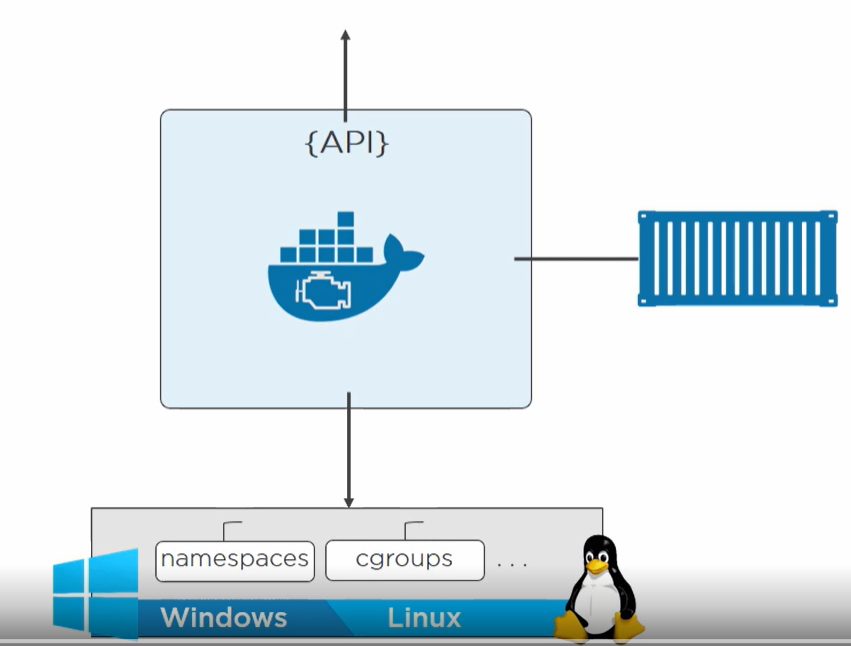 {API}
namespaces
cgroups
...
Windows
Linux